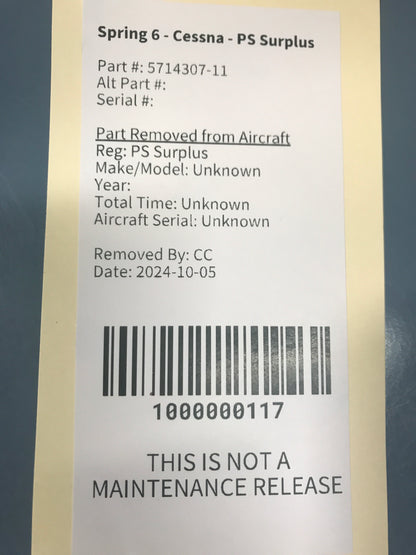 Spring 6 - Cessna - PS Surplus
Part #: 5714307-11
Alt Part #:
Serial #:
Part Removed from Aircraft
Reg: PS Surplus
Make/Model: Unknown
Year:
Total Time: Unknown
Aircraft Serial: Unknown
Removed By: CC
Date: 2024-10-05
1000000117
THIS IS NOT A
MAINTENANCE RELEASE